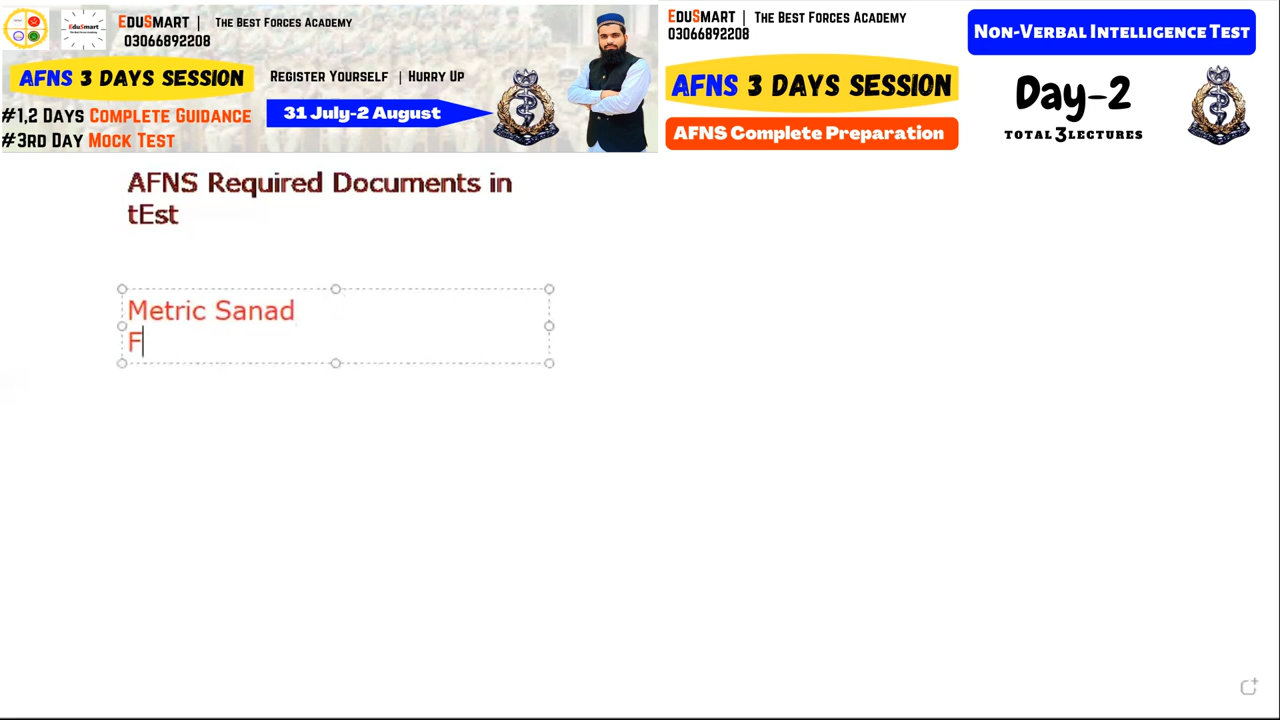 EduSmart | The Best Forces Academy
03066892208
EduSmart
AFNS 3 DAYS SESSION
Register Yourself | Hurry Up
31 July-2 August
#1,2 Days Complete Guidance
#3rd Day Mock Test
EduSmart | The Best Forces Academy
03066892208
AFNS 3 DAYS SESSION
AFNS Complete Preparation
Non-Verbal Intelligence Test
Day-2
TOTAL 3 LECTURES
AFNS Required Documents in
tEst
Metric Sanad
F